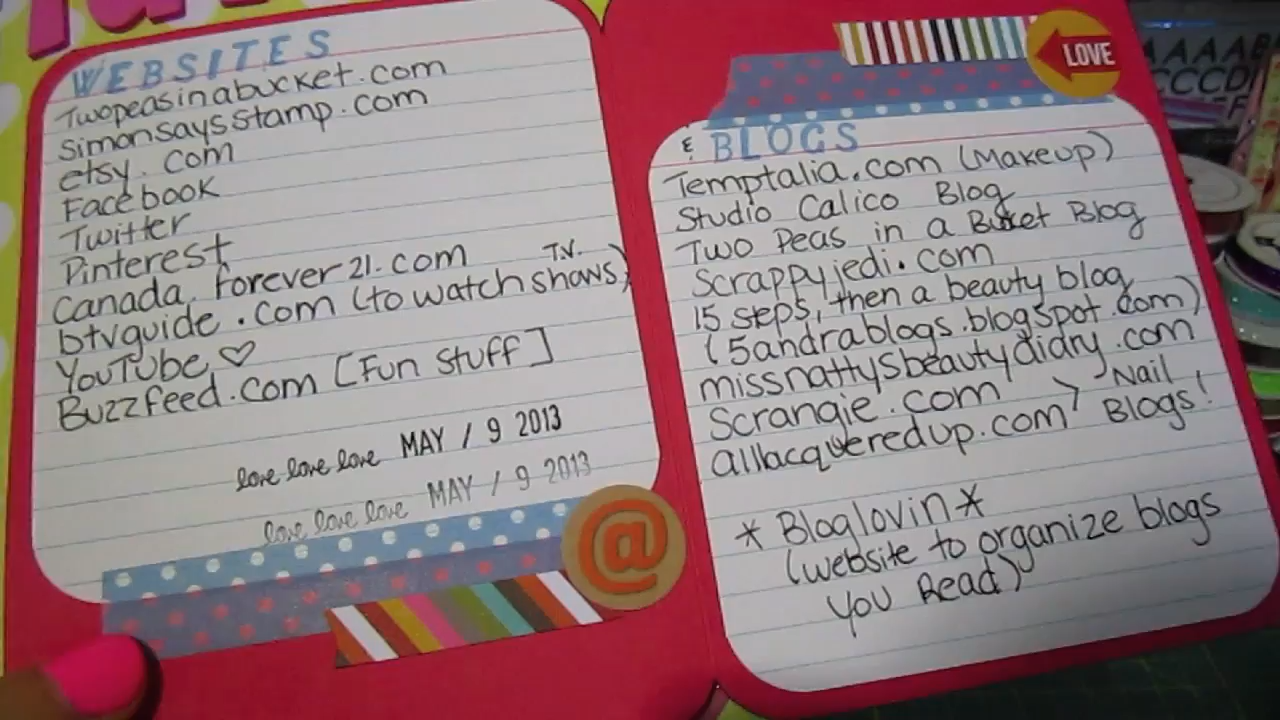 WEBSITES
Twopeasinabucket.com
simonsaysstamp.com
etsy.com
Facebook
Twitter
Pinterest
Canada.forever21.com
btvguide.com (to watch T.V. shows)
YouTube ♡
Buzzfeed.com [Fun Stuff]
love love love MAY / 9 2013
love love love MAY / 9 2013
@
LOVE
& BLOGS
Temptalia.com (Makeup)
Studio Calico Blog
Two Peas in a Bucket Blog
Scrappyjedi.com
15 steps, then a beauty blog
(5andrablogs.blogspot.com)
missnattysbeautydiary.com
Scrangie.com > Nail
allacqueredup.com Blogs!
* Bloglovin *
(website to organize blogs
You Read)
AAAAB
CCCD
EF